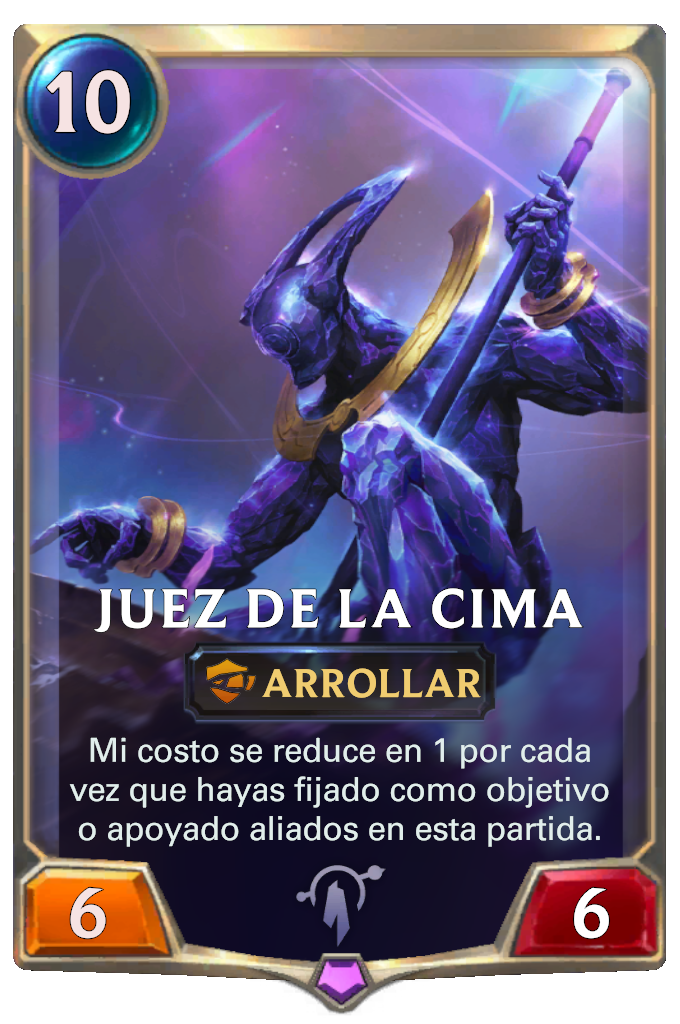 10
JUEZ DE LA CIMA
ARROLLAR
Mi costo se reduce en 1 por cada
vez que hayas fijado como objetivo
o apoyado aliados en esta partida.
6
6